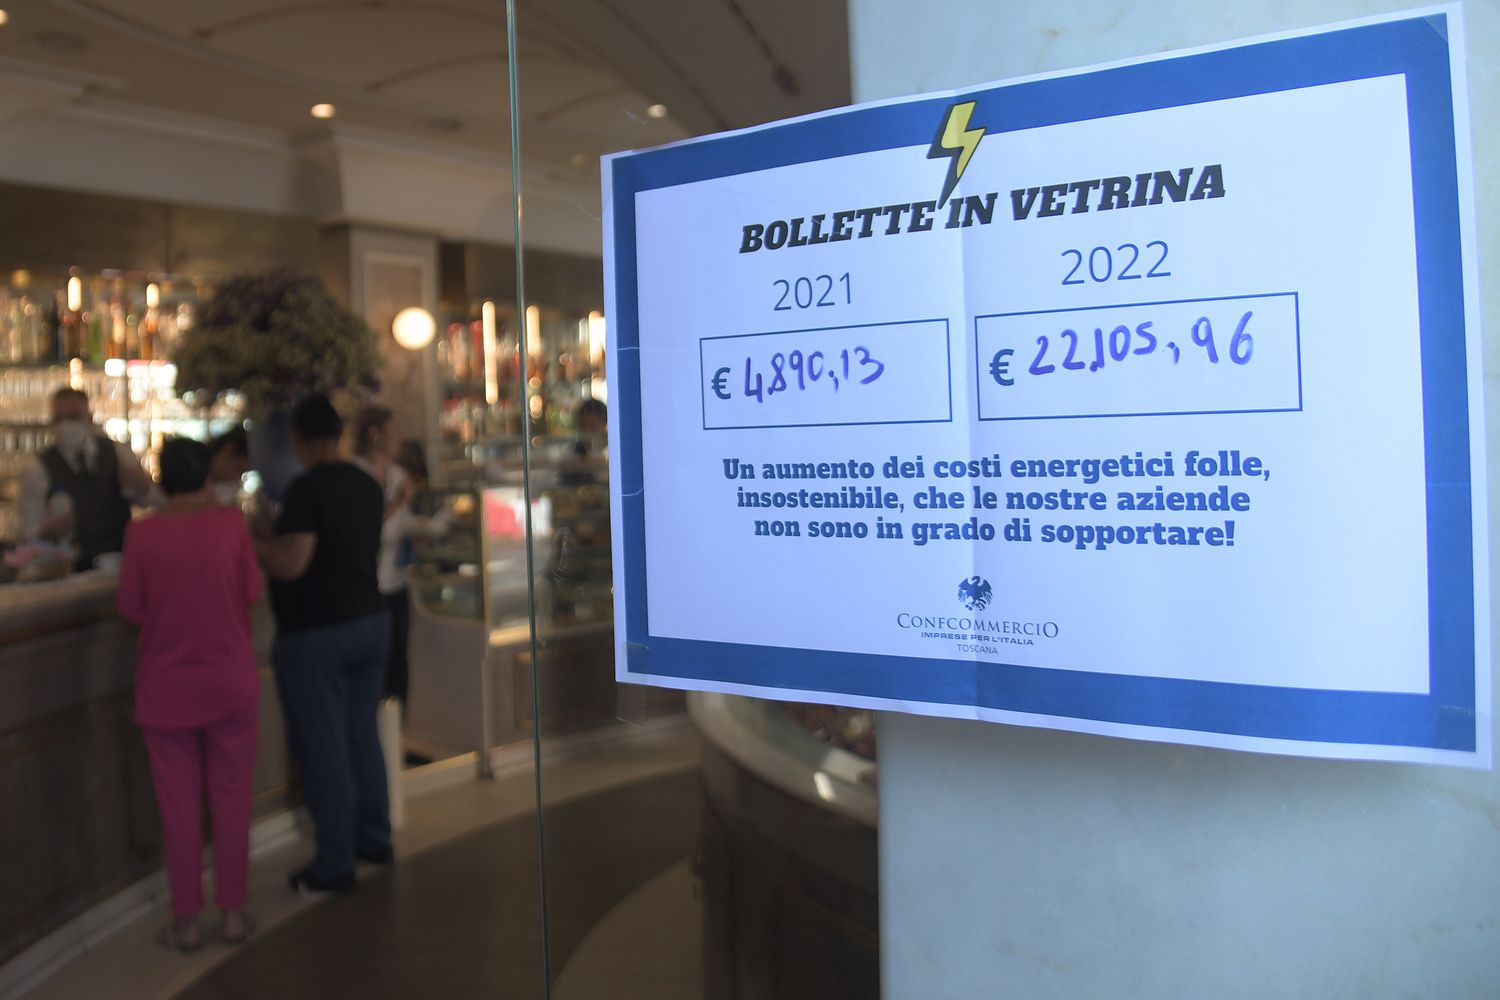 BOLLETTE IN VETRINA
2021
2022
€ 4.890,13
€ 22.105,96
Un aumento dei costi energetici folle,
insostenibile, che le nostre aziende
non sono in grado di sopportare!
CONFCOMMERCIO
IMPRESE PER L'ITALIA
TOSCANA